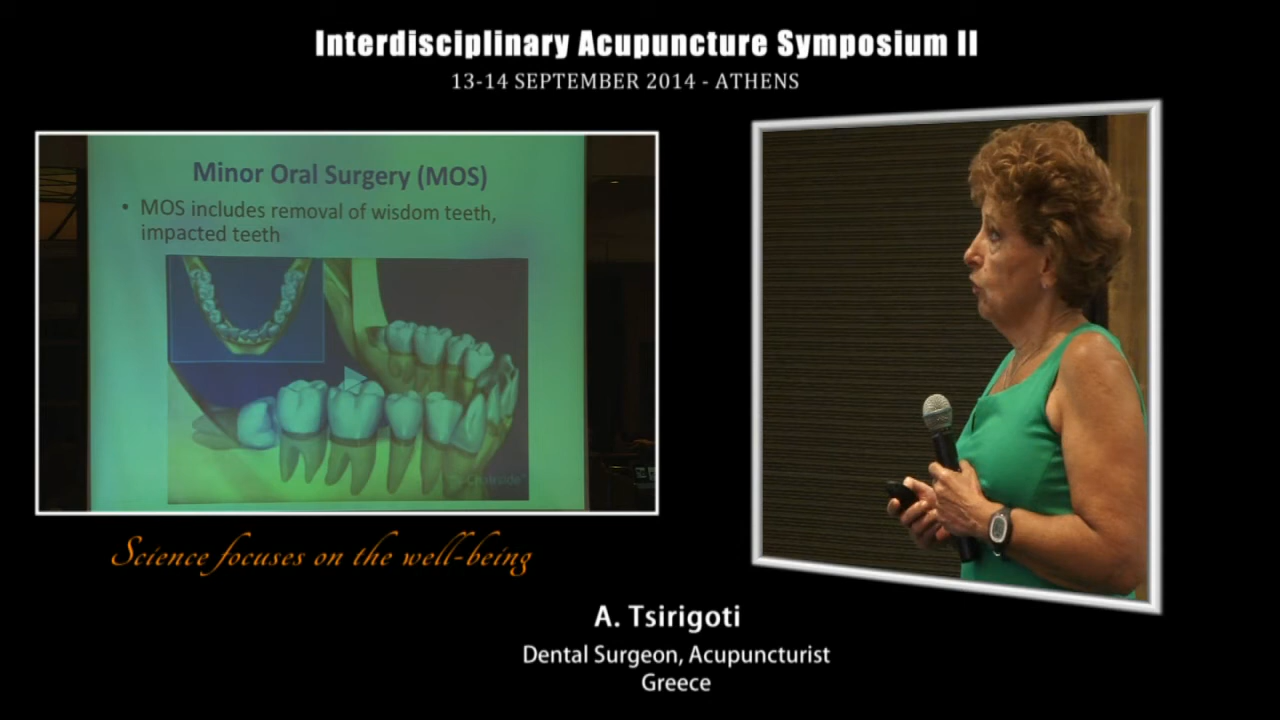 Interdisciplinary Acupuncture Symposium II
13-14 SEPTEMBER 2014 - ATHENS
Minor Oral Surgery (MOS)
• MOS includes removal of wisdom teeth,
impacted teeth
Science focuses on the well-being
A. Tsirigoti
Dental Surgeon, Acupuncturist
Greece